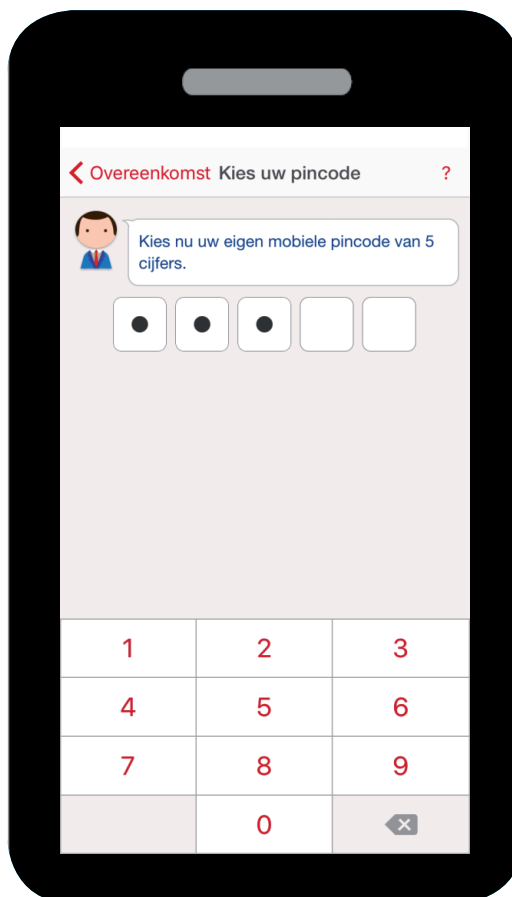 Overeenkomst Kies uw pincode ?
Kies nu uw eigen mobiele pincode van 5
cijfers.
1 2 3
4 5 6
7 8 9
0